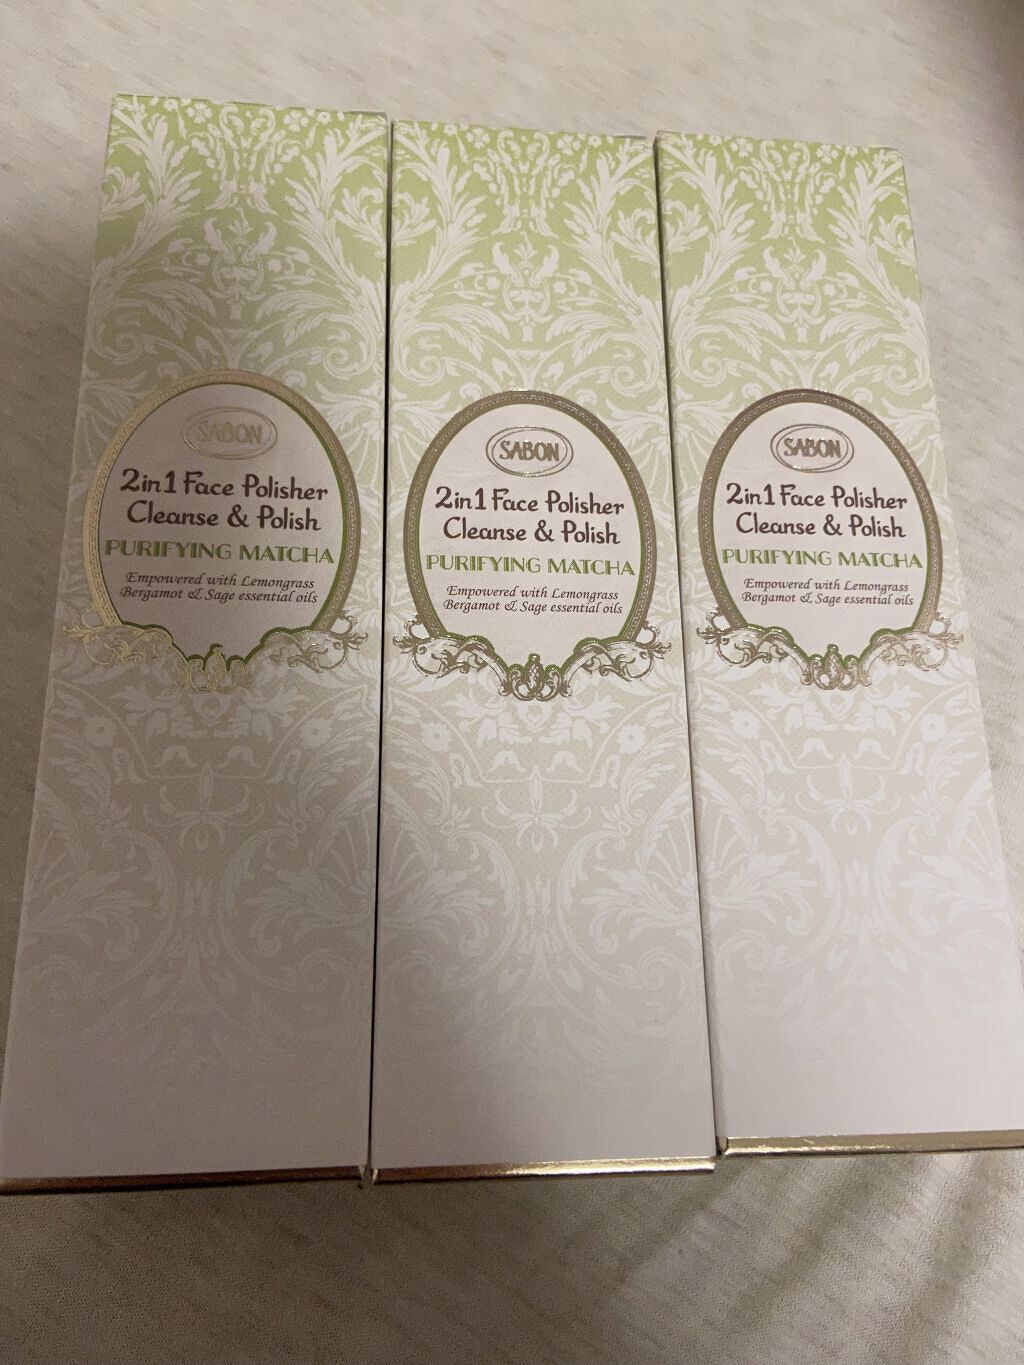 SABON
2in1 Face Polisher
Cleanse & Polish
PURIFYING MATCHA
Empowered with Lemongrass
Bergamot & Sage essential oils
SABON
2in1 Face Polisher
Cleanse & Polish
PURIFYING MATCHA
Empowered with Lemongrass
Bergamot & Sage essential oils
SABON
2in1 Face Polisher
Cleanse & Polish
PURIFYING MATCHA
Empowered with Lemongrass
Bergamot & Sage essential oils